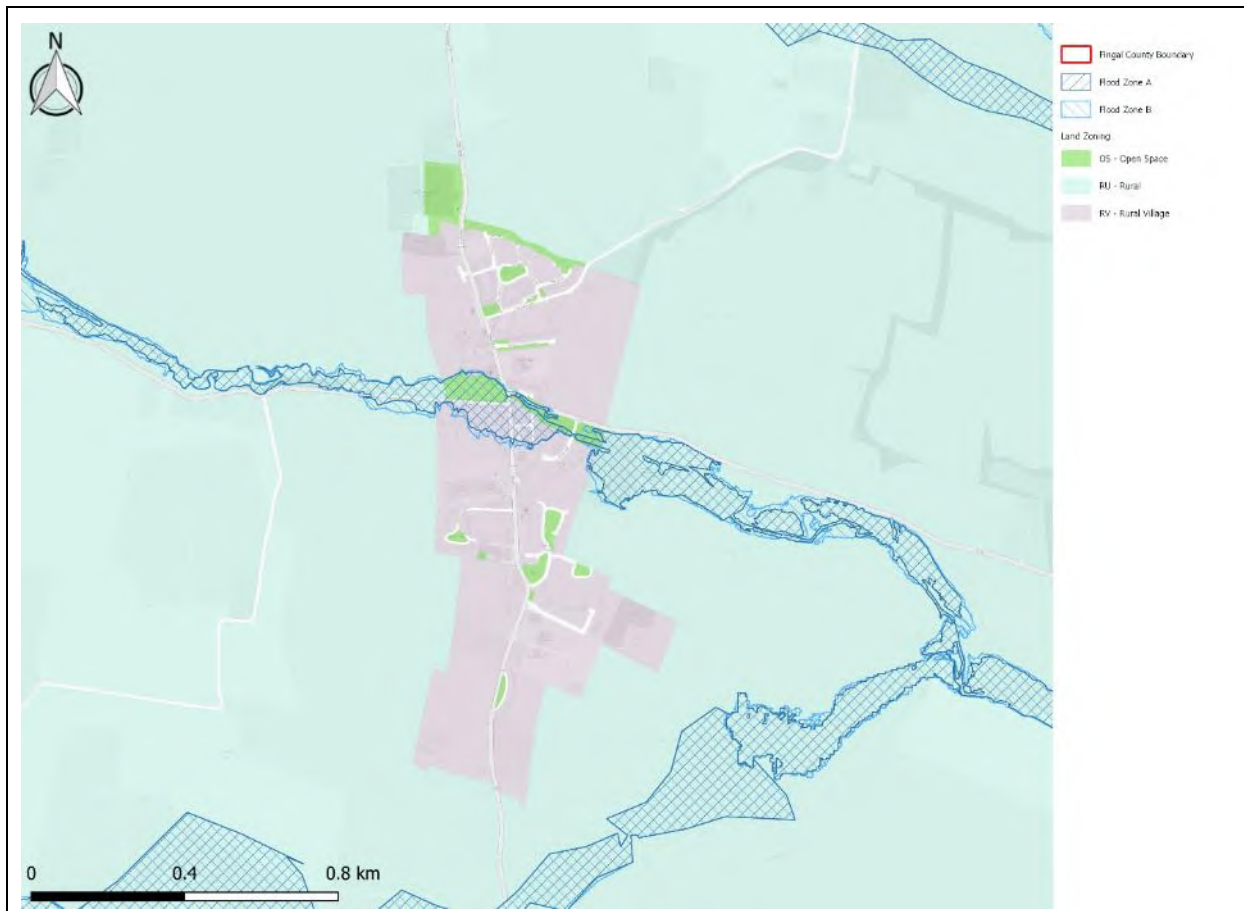 N
Fingal County Boundary
Flood Zone A
Flood Zone B
Land Zoning
OS - Open Space
RU - Rural
RV - Rural Village
0 0.4 0.8 km